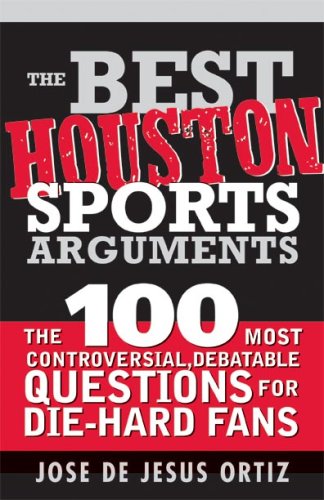 THE BEST
HOUSTON
SPORTS
ARGUMENTS
THE 100 MOST
CONTROVERSIAL, DEBATABLE
QUESTIONS FOR
DIE-HARD FANS
JOSE DE JESUS ORTIZ